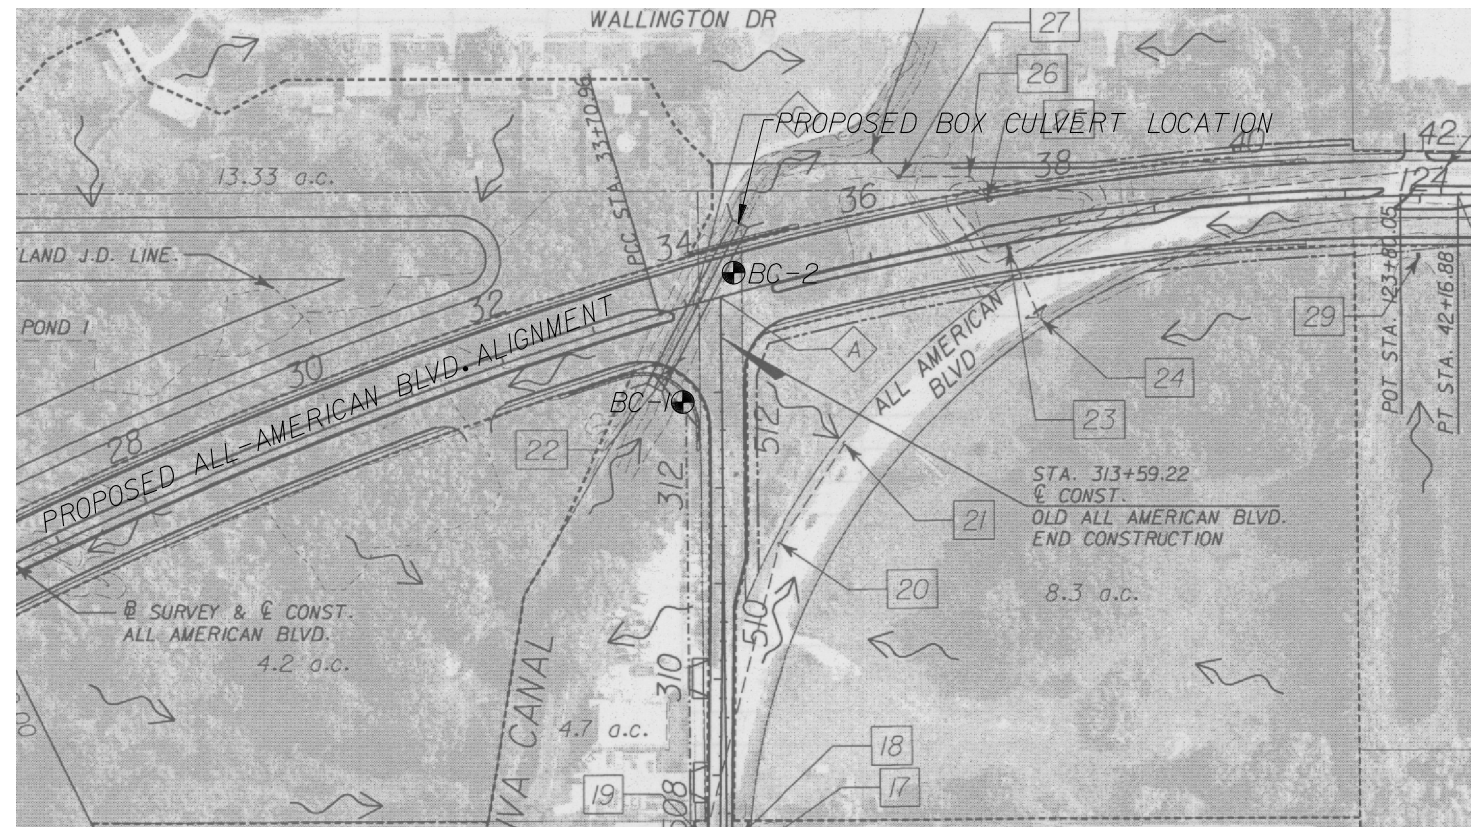 WALLINGTON DR
27
26
PROPOSED BOX CULVERT LOCATION
33+70.96
PCC STA.
13.33 a.c.
40
42
38
124
36
34
LAND J.D. LINE.
BC-2
32
POND 1
A
29
POT STA. 123+80.05
PT STA. 42+16.88
30
PROPOSED ALL-AMERICAN BLVD. ALIGNMENT
ALL AMERICAN
BLVD
24
BC-1
23
28
22
512
312
STA. 313+59.22
℄ CONST.
OLD ALL AMERICAN BLVD.
END CONSTRUCTION
21
20
8.3 a.c.
SURVEY & ℄ CONST.
ALL AMERICAN BLVD.
4.2 a.c.
510
310
CANAL
4.7 a.c.
18
17
19